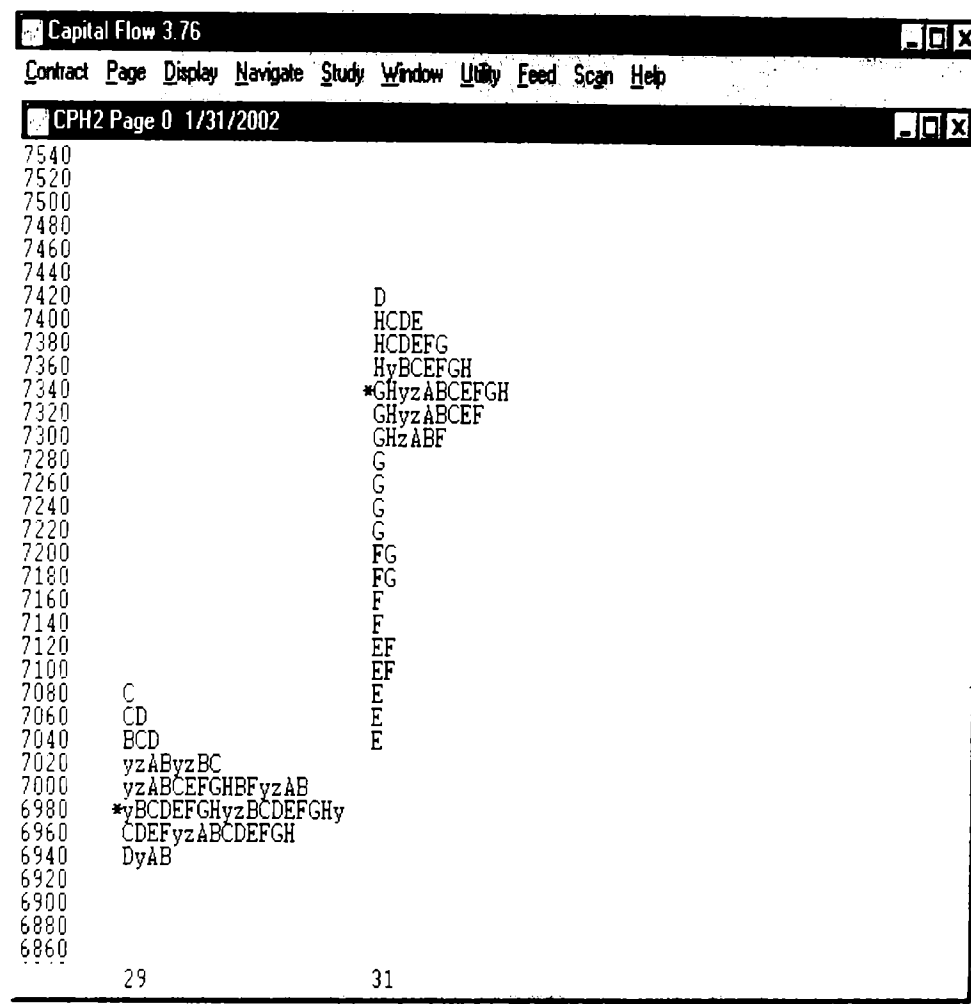 Capital Flow 3.76
Contract Page Display Navigate Study Window Utility Feed Scan Help
CPH2 Page 0 1/31/2002
7540
7520
7500
7480
7460
7440
7420 D
7400 HCDE
7380 HCDEFG
7360 HyBCEFGH
7340 *GHyzABCEFGH
7320 GHyzABCEF
7300 GHzABF
7280 G
7260 G
7240 G
7220 G
7200 FG
7180 FG
7160 F
7140 F
7120 EF
7100 EF
7080 C E
7060 CD E
7040 BCD E
7020 yzAByzBC
7000 yzABCEFGHBFyzAB
6980 *yBCDEFGHyzBCDEFGHy
6960 CDEFyzABCDEFGH
6940 DyAB
6920
6900
6880
6860
29 31